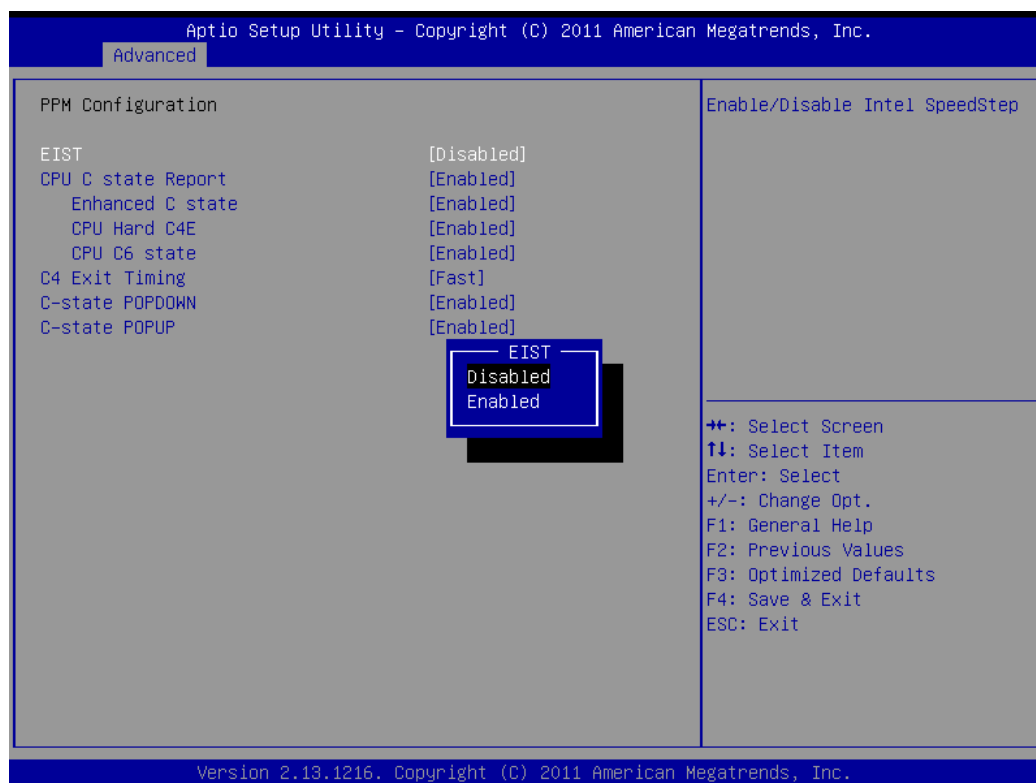 Aptio Setup Utility – Copyright (C) 2011 American Megatrends, Inc.
Advanced
PPM Configuration
EIST [Disabled]
CPU C state Report [Enabled]
Enhanced C state [Enabled]
CPU Hard C4E [Enabled]
CPU C6 state [Enabled]
C4 Exit Timing [Fast]
C-state POPDOWN [Enabled]
C-state POPUP [Enabled]
EIST
Disabled
Enabled
Enable/Disable Intel SpeedStep
→←: Select Screen
↑↓: Select Item
Enter: Select
+/-: Change Opt.
F1: General Help
F2: Previous Values
F3: Optimized Defaults
F4: Save & Exit
ESC: Exit
Version 2.13.1216. Copyright (C) 2011 American Megatrends, Inc.